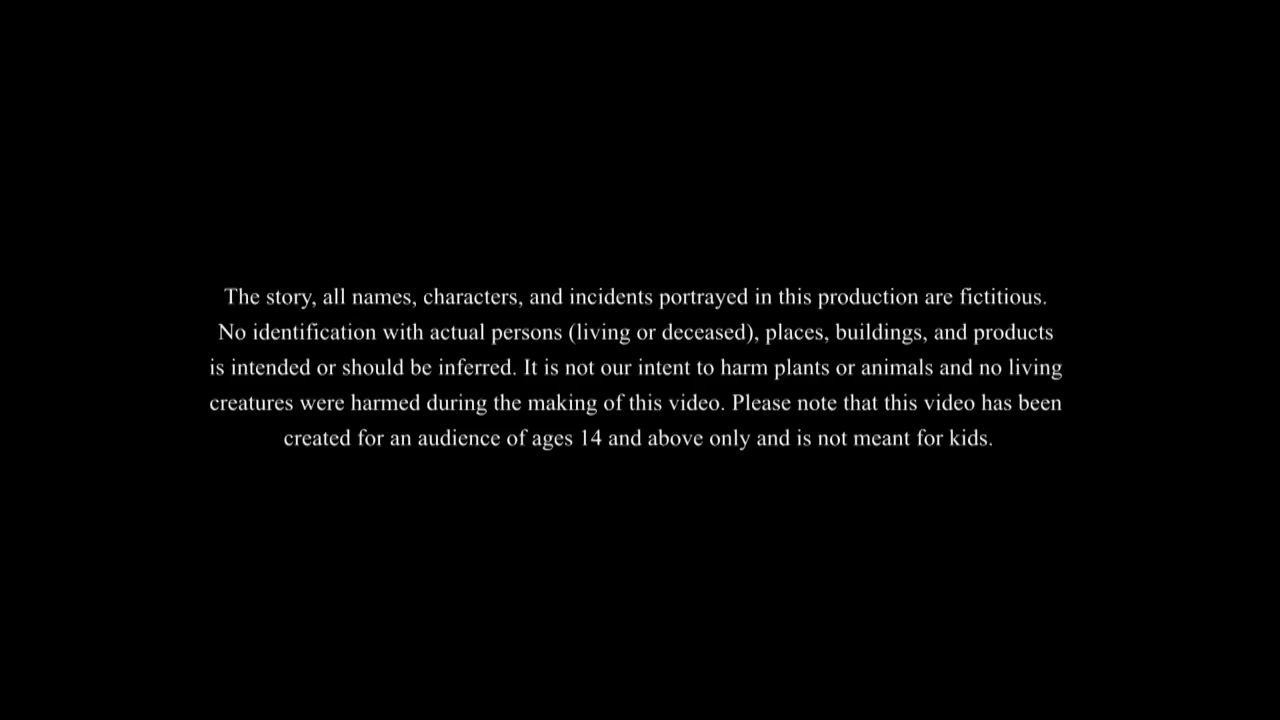 The story, all names, characters, and incidents portrayed in this production are fictitious.
No identification with actual persons (living or deceased), places, buildings, and products
is intended or should be inferred. It is not our intent to harm plants or animals and no living
creatures were harmed during the making of this video. Please note that this video has been
created for an audience of ages 14 and above only and is not meant for kids.